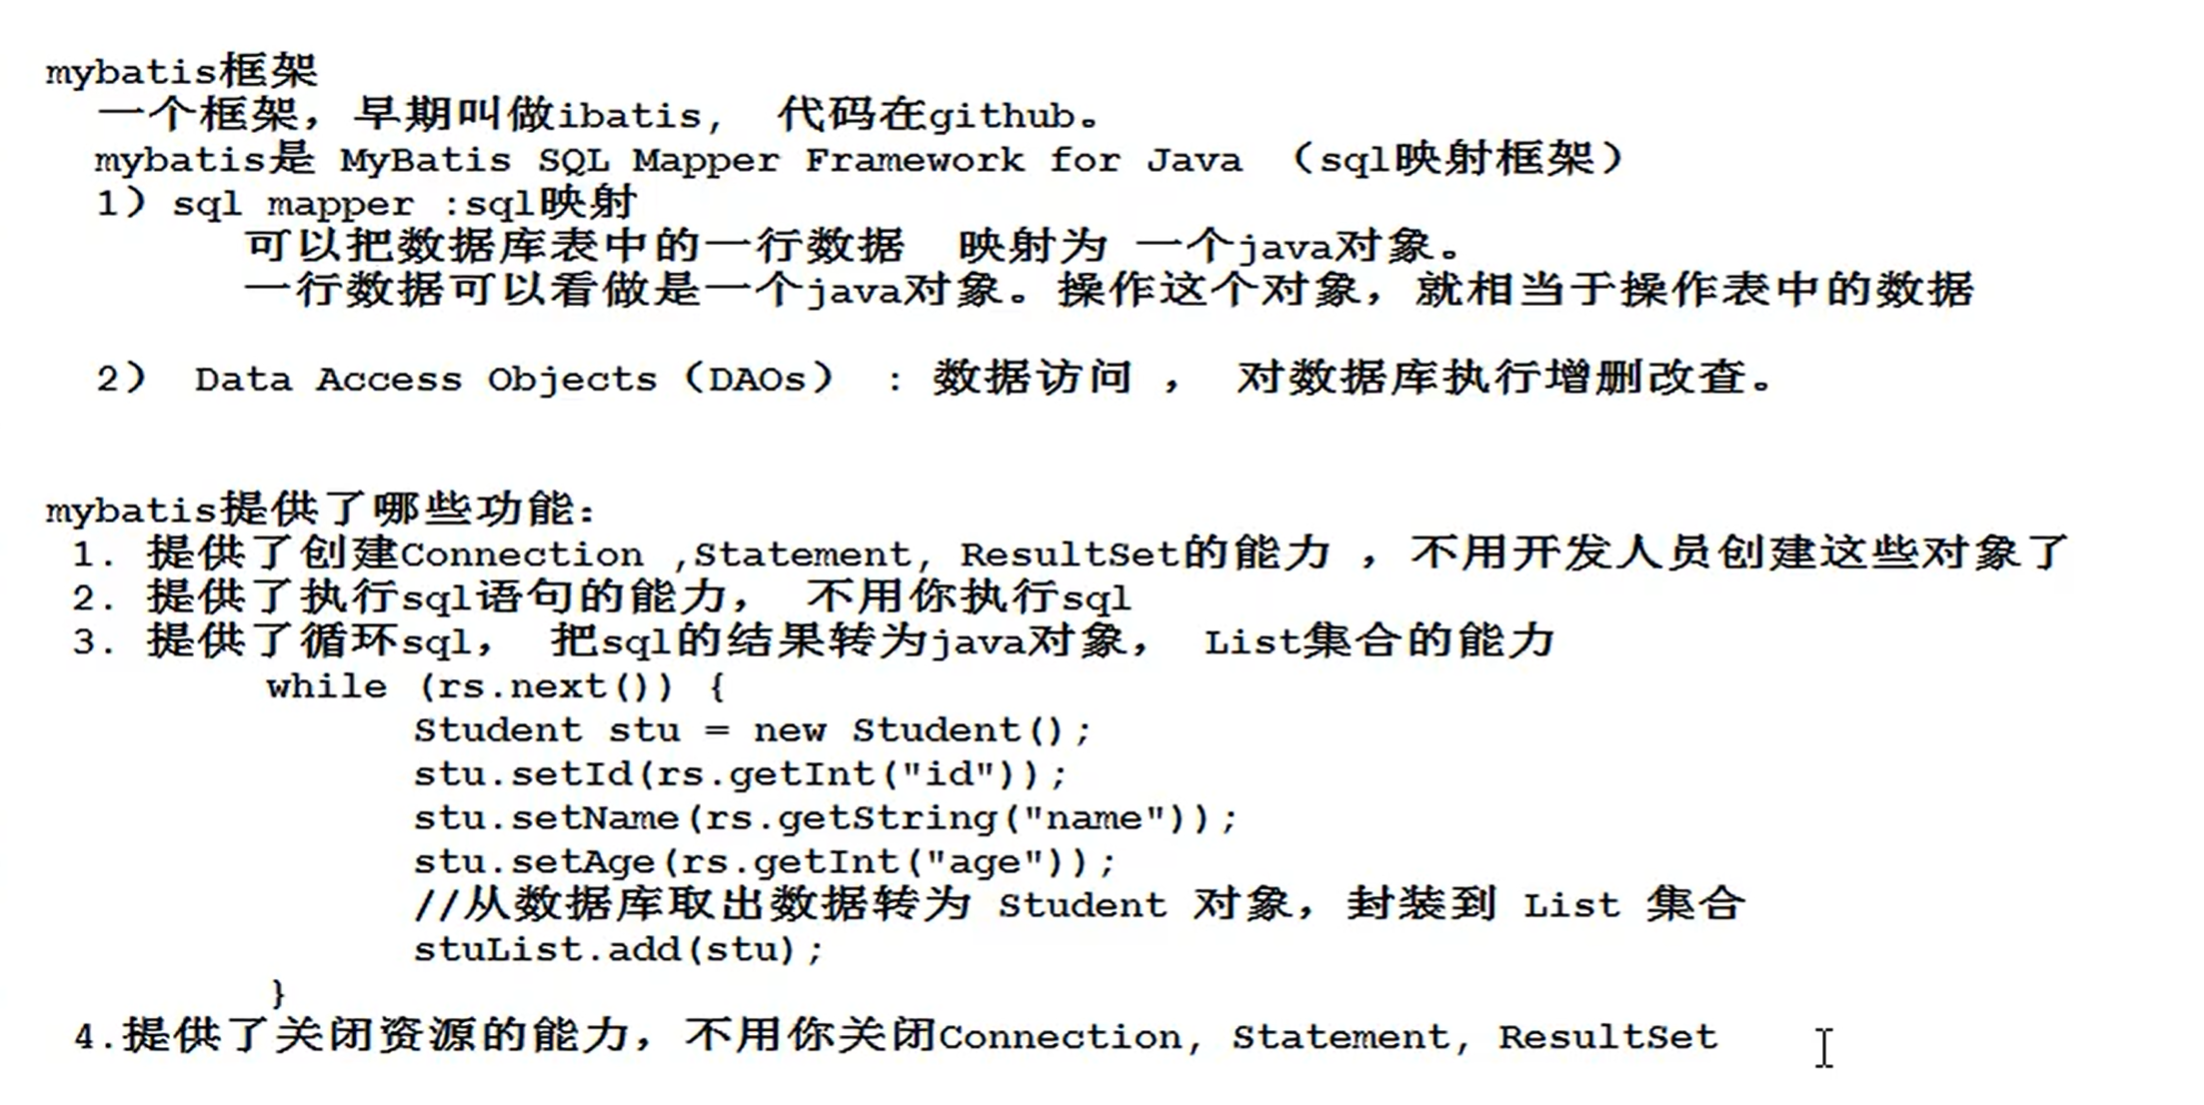 mybatis框架
一个框架，早期叫做ibatis,  代码在github。
mybatis是 MyBatis SQL Mapper Framework for Java （sql映射框架）
1）sql mapper :sql映射
可以把数据库表中的一行数据  映射为 一个java对象。
一行数据可以看做是一个java对象。操作这个对象，就相当于操作表中的数据
2） Data Access Objects（DAOs） : 数据访问 ， 对数据库执行增删改查。
mybatis提供了哪些功能：
1. 提供了创建Connection ,Statement, ResultSet的能力 ，不用开发人员创建这些对象了
2. 提供了执行sql语句的能力， 不用你执行sql
3. 提供了循环sql， 把sql的结果转为java对象， List集合的能力
while (rs.next()) {
Student stu = new Student();
stu.setId(rs.getInt("id"));
stu.setName(rs.getString("name"));
stu.setAge(rs.getInt("age"));
//从数据库取出数据转为 Student 对象，封装到 List 集合
stuList.add(stu);
}
4.提供了关闭资源的能力，不用你关闭Connection, Statement, ResultSet